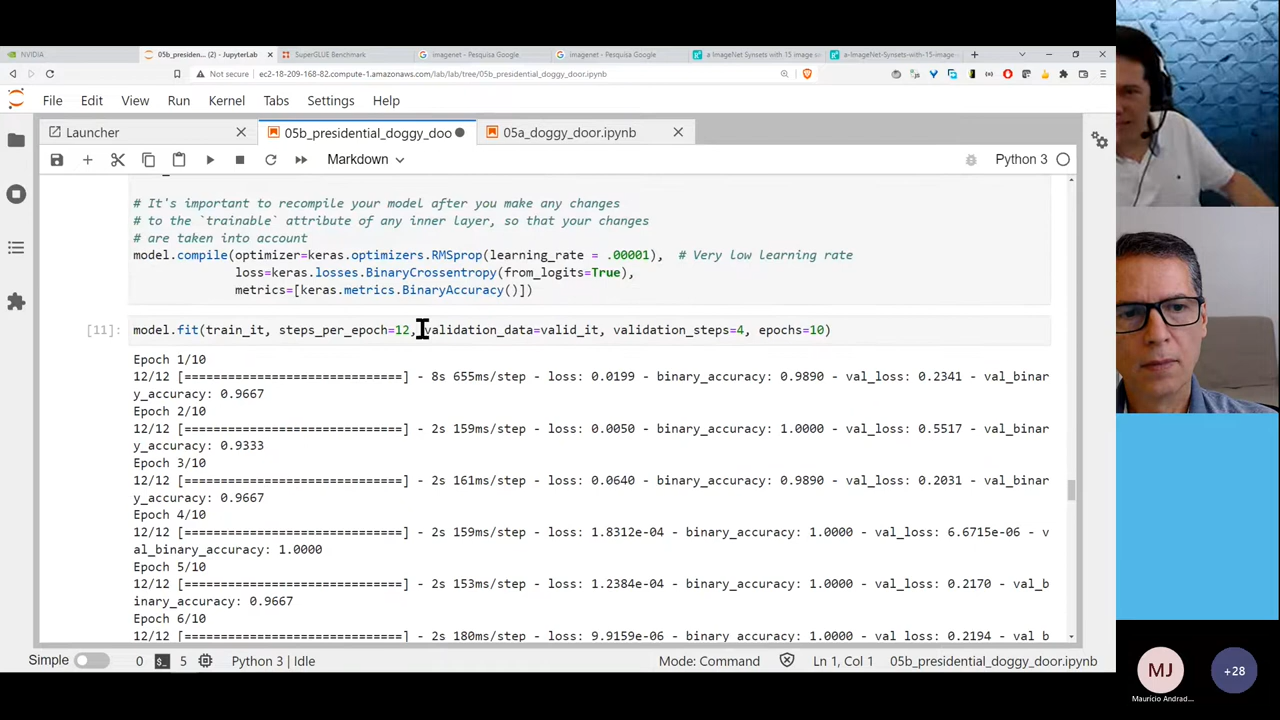 NVIDIA
05b_presiden... (2) - JupyterLab
SuperGLUE Benchmark
imagenet - Pesquisa Google
imagenet - Pesquisa Google
a ImageNet Synsets with 15 image s
a-ImageNet-Synsets-with-15-image-
Not secure
ec2-18-209-168-82.compute-1.amazonaws.com/lab/lab/tree/05b_presidential_doggy_door.ipynb
File Edit View Run Kernel Tabs Settings Help
Launcher
05b_presidential_doggy_doo
05a_doggy_door.ipynb
Markdown
Python 3
# It's important to recompile your model after you make any changes
# to the `trainable` attribute of any inner layer, so that your changes
# are taken into account
model.compile(optimizer=keras.optimizers.RMSprop(learning_rate = .00001),  # Very low learning rate
loss=keras.losses.BinaryCrossentropy(from_logits=True),
metrics=[keras.metrics.BinaryAccuracy()])
[11]: model.fit(train_it, steps_per_epoch=12, validation_data=valid_it, validation_steps=4, epochs=10)
Epoch 1/10
12/12 [==============================] - 8s 655ms/step - loss: 0.0199 - binary_accuracy: 0.9890 - val_loss: 0.2341 - val_binar
y_accuracy: 0.9667
Epoch 2/10
12/12 [==============================] - 2s 159ms/step - loss: 0.0050 - binary_accuracy: 1.0000 - val_loss: 0.5517 - val_binar
y_accuracy: 0.9333
Epoch 3/10
12/12 [==============================] - 2s 161ms/step - loss: 0.0640 - binary_accuracy: 0.9890 - val_loss: 0.2031 - val_binar
y_accuracy: 0.9667
Epoch 4/10
12/12 [==============================] - 2s 159ms/step - loss: 1.8312e-04 - binary_accuracy: 1.0000 - val_loss: 6.6715e-06 - v
al_binary_accuracy: 1.0000
Epoch 5/10
12/12 [==============================] - 2s 153ms/step - loss: 1.2384e-04 - binary_accuracy: 1.0000 - val_loss: 0.2170 - val_b
inary_accuracy: 0.9667
Epoch 6/10
12/12 [==============================] - 2s 180ms/step - loss: 9.9159e-06 - binary_accuracy: 1.0000 - val_loss: 0.2194 - val_b
Simple 0 5 Python 3 | Idle Mode: Command Ln 1, Col 1 05b_presidential_doggy_door.ipynb
MJ
+28
Maurício Andrad...